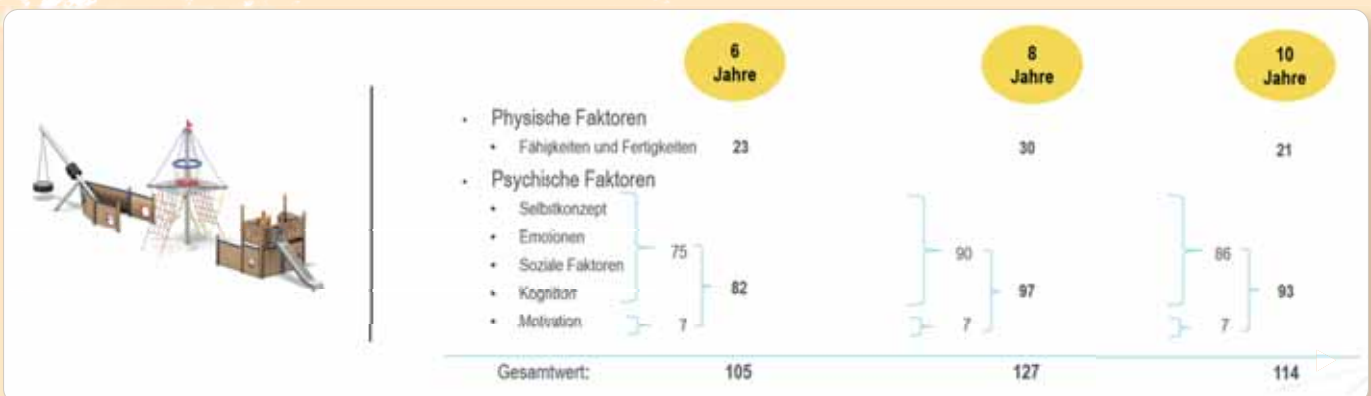 6 Jahre
8 Jahre
10 Jahre
• Physische Faktoren
• Fähigkeiten und Fertigkeiten 23 30 21
• Psychische Faktoren
• Selbstkonzept
• Emotionen
• Soziale Faktoren
• Kognition
• Motivation
75 90 86
82 97 93
7 7 7
Gesamtwert: 105 127 114